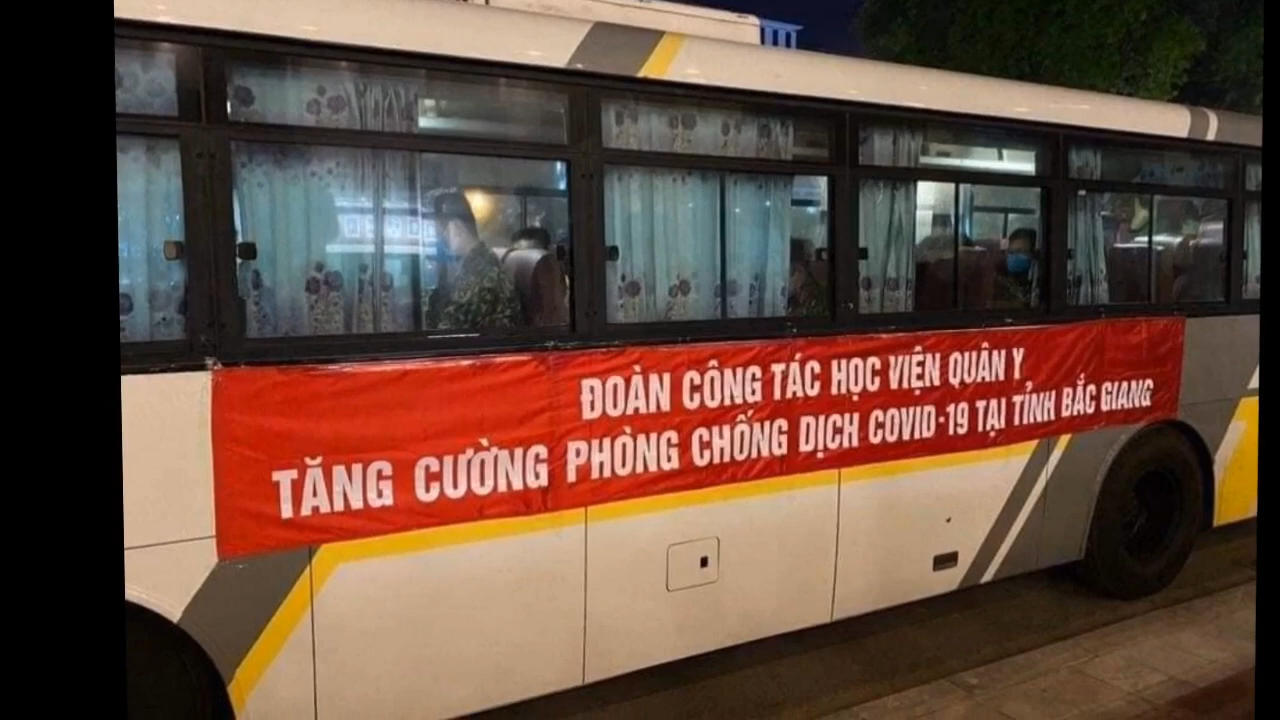 ĐOÀN CÔNG TÁC HỌC VIỆN QUÂN Y
TĂNG CƯỜNG PHÒNG CHỐNG DỊCH COVID-19 TẠI TỈNH BẮC GIANG